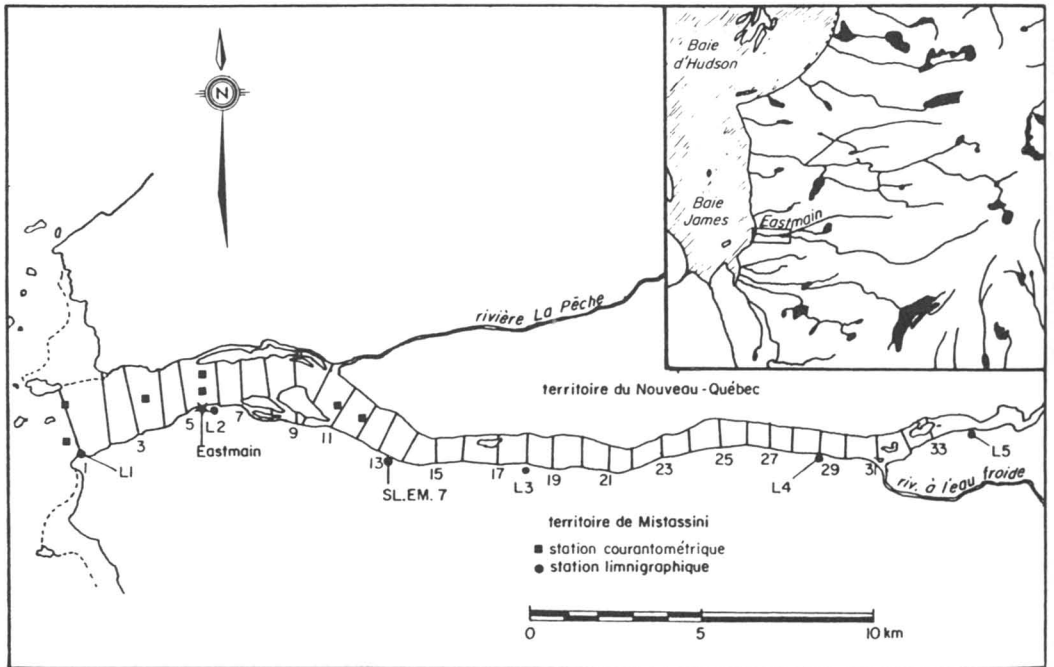 N
Baie
d'Hudson
Baie
James
Eastmain
rivière La Pêche
territoire du Nouveau-Québec
1
L1
3
5
L2
7
Eastmain
9
11
13
SL.EM. 7
15
17
L3
19
21
23
25
27
L4
29
31
33
L5
riv. à l'eau froide
territoire de Mistassini
station courantométrique
station limnigraphique
0
5
10 km